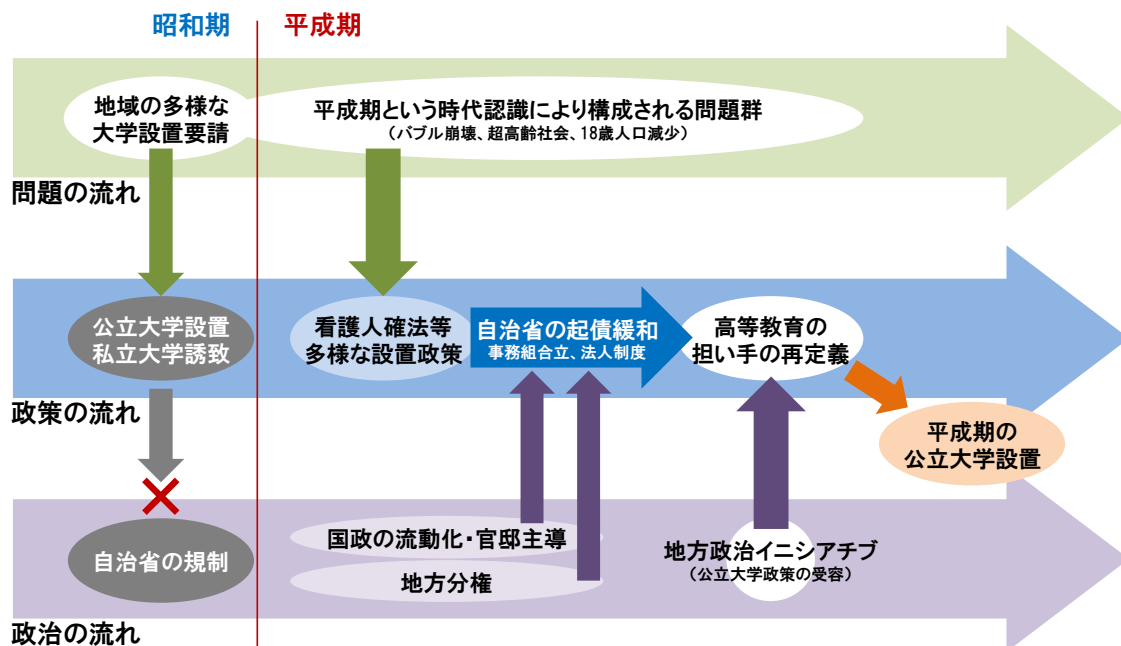 昭和期
平成期
地域の多様な
大学設置要請
平成期という時代認識により構成される問題群
（バブル崩壊、超高齢社会、18歳人口減少）
問題の流れ
公立大学設置
私立大学誘致
看護人確法等
多様な設置政策
自治省の起債緩和
事務組合立、法人制度
高等教育の
担い手の再定義
政策の流れ
平成期の
公立大学設置
自治省の規制
国政の流動化・官邸主導
地方分権
地方政治イニシアチブ
（公立大学政策の受容）
政治の流れ